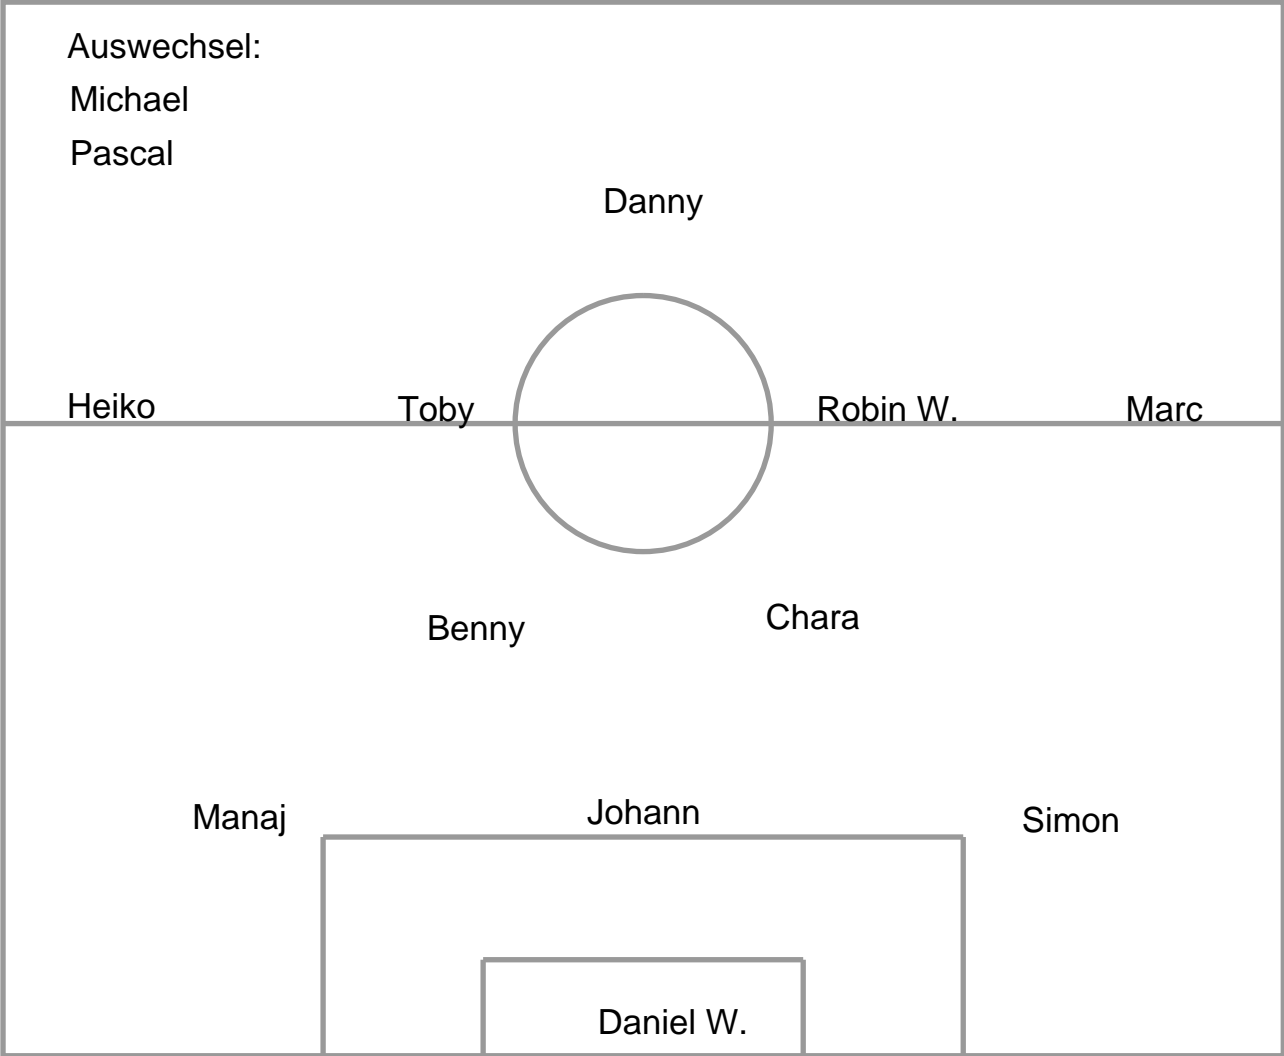 Auswechsel:
Michael
Pascal
Danny
Heiko Toby Robin W. Marc
Benny Chara
Manaj Johann Simon
Daniel W.